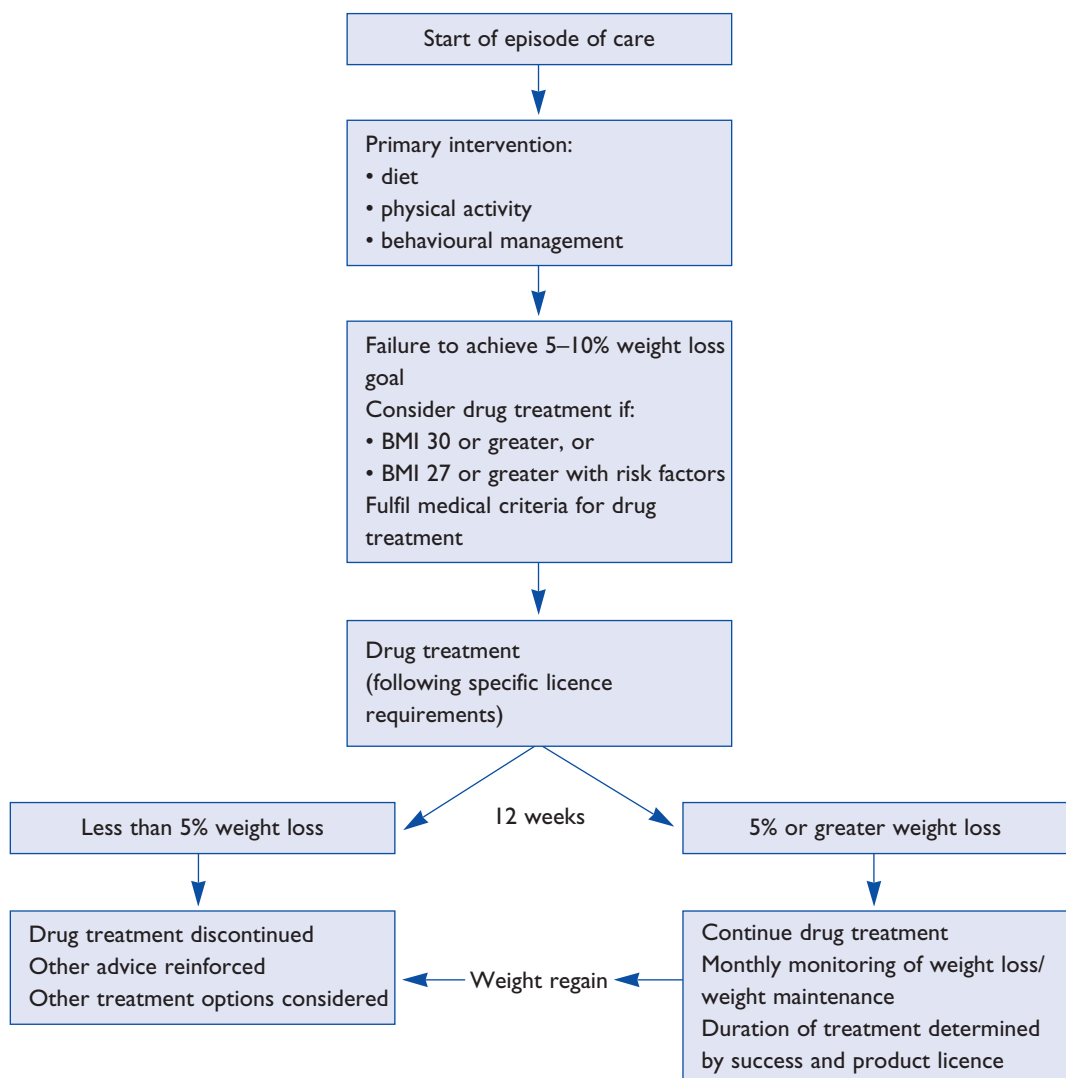 Start of episode of care
Primary intervention:
• diet
• physical activity
• behavioural management
Failure to achieve 5–10% weight loss
goal
Consider drug treatment if:
• BMI 30 or greater, or
• BMI 27 or greater with risk factors
Fulfil medical criteria for drug
treatment
Drug treatment
(following specific licence
requirements)
Less than 5% weight loss
12 weeks
5% or greater weight loss
Drug treatment discontinued
Other advice reinforced
Other treatment options considered
Weight regain
Continue drug treatment
Monthly monitoring of weight loss/
weight maintenance
Duration of treatment determined
by success and product licence